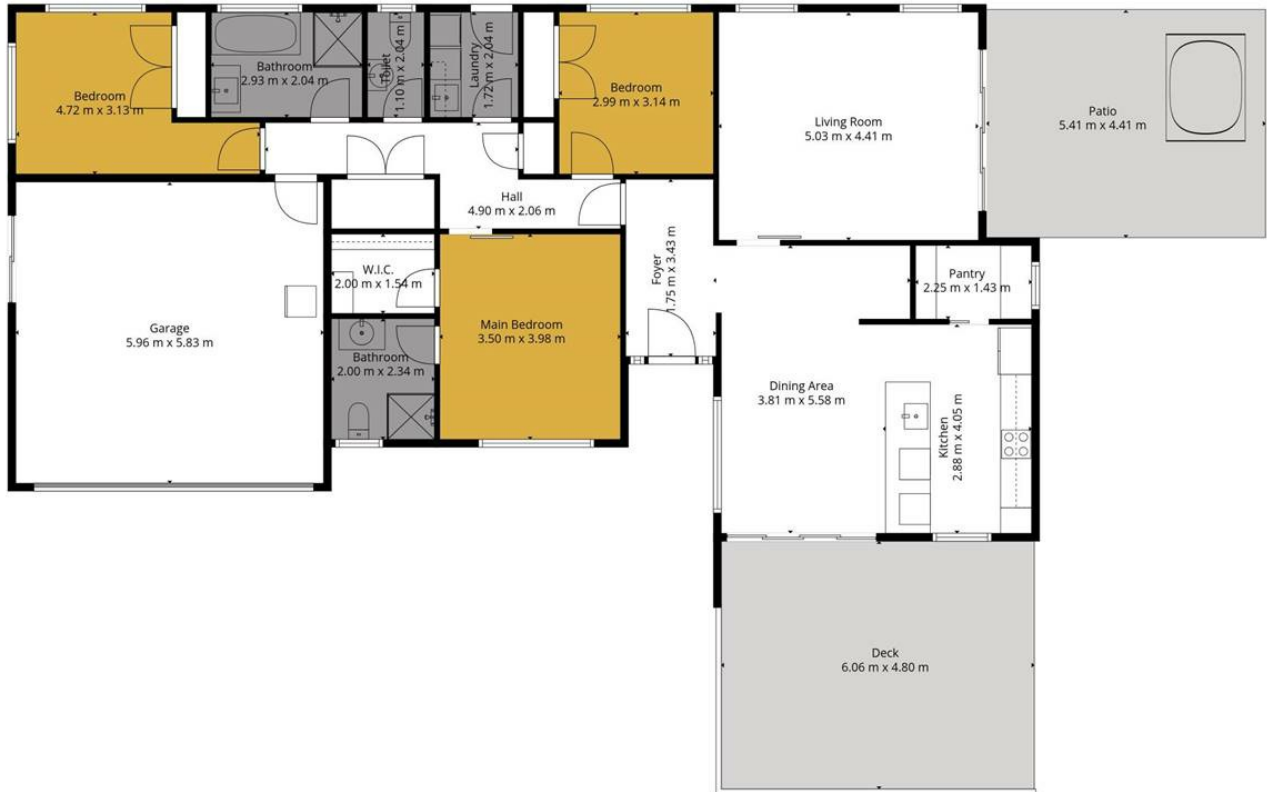 Bedroom
4.72 m x 3.13 m
Bathroom
2.93 m x 2.04 m
Toilet
1.10 m x 2.04 m
Laundry
1.72 m x 2.04 m
Bedroom
2.99 m x 3.14 m
Living Room
5.03 m x 4.41 m
Patio
5.41 m x 4.41 m
Hall
4.90 m x 2.06 m
W.I.C.
2.00 m x 1.54 m
Foyer
1.75 m x 3.43 m
Pantry
2.25 m x 1.43 m
Garage
5.96 m x 5.83 m
Main Bedroom
3.50 m x 3.98 m
Bathroom
2.00 m x 2.34 m
Dining Area
3.81 m x 5.58 m
Kitchen
2.88 m x 4.05 m
Deck
6.06 m x 4.80 m